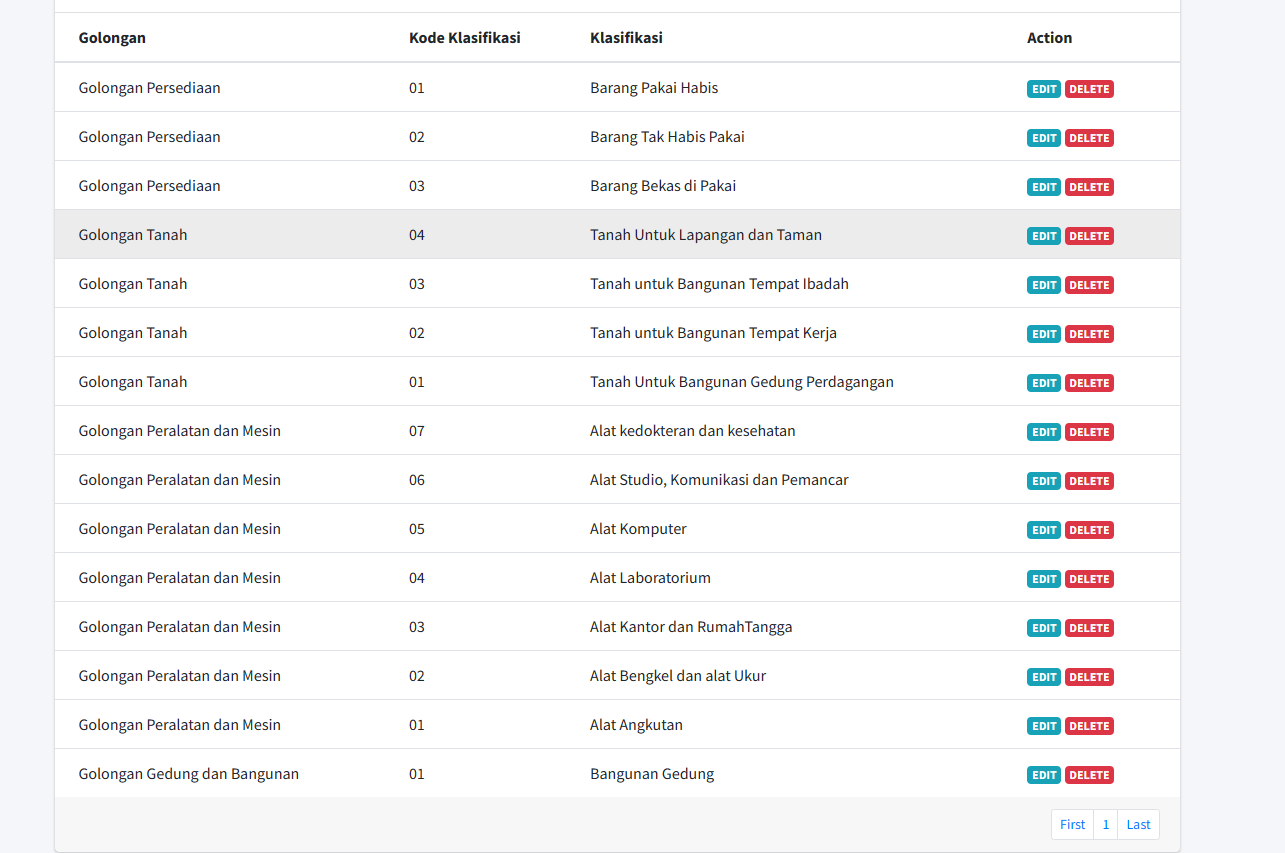 Golongan Kode Klasifikasi Klasifikasi Action
Golongan Persediaan 01 Barang Pakai Habis EDIT DELETE
Golongan Persediaan 02 Barang Tak Habis Pakai EDIT DELETE
Golongan Persediaan 03 Barang Bekas di Pakai EDIT DELETE
Golongan Tanah 04 Tanah Untuk Lapangan dan Taman EDIT DELETE
Golongan Tanah 03 Tanah untuk Bangunan Tempat Ibadah EDIT DELETE
Golongan Tanah 02 Tanah untuk Bangunan Tempat Kerja EDIT DELETE
Golongan Tanah 01 Tanah Untuk Bangunan Gedung Perdagangan EDIT DELETE
Golongan Peralatan dan Mesin 07 Alat kedokteran dan kesehatan EDIT DELETE
Golongan Peralatan dan Mesin 06 Alat Studio, Komunikasi dan Pemancar EDIT DELETE
Golongan Peralatan dan Mesin 05 Alat Komputer EDIT DELETE
Golongan Peralatan dan Mesin 04 Alat Laboratorium EDIT DELETE
Golongan Peralatan dan Mesin 03 Alat Kantor dan RumahTangga EDIT DELETE
Golongan Peralatan dan Mesin 02 Alat Bengkel dan alat Ukur EDIT DELETE
Golongan Peralatan dan Mesin 01 Alat Angkutan EDIT DELETE
Golongan Gedung dan Bangunan 01 Bangunan Gedung EDIT DELETE
First 1 Last